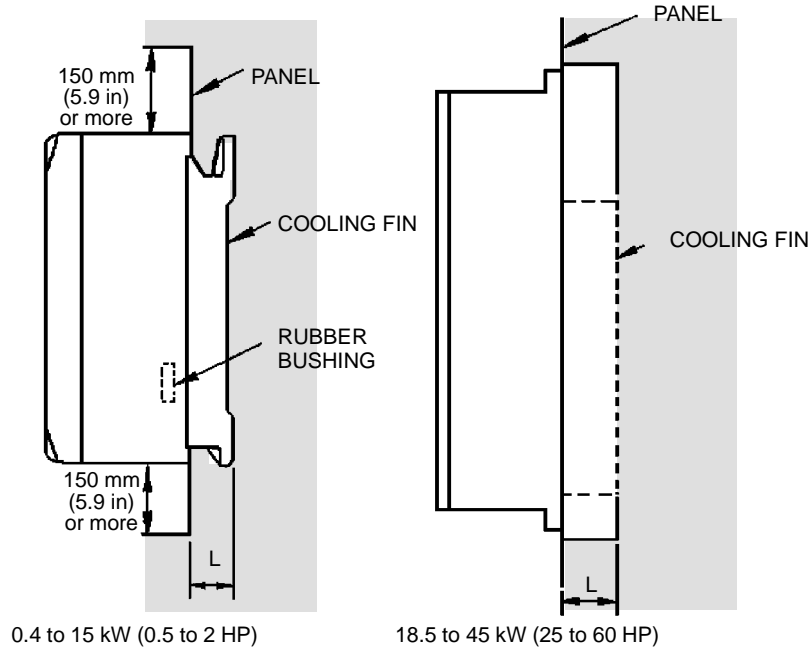 150 mm
(5.9 in)
or more
PANEL
COOLING FIN
RUBBER
BUSHING
150 mm
(5.9 in)
or more
L
0.4 to 15 kW (0.5 to 2 HP)
PANEL
COOLING FIN
L
18.5 to 45 kW (25 to 60 HP)